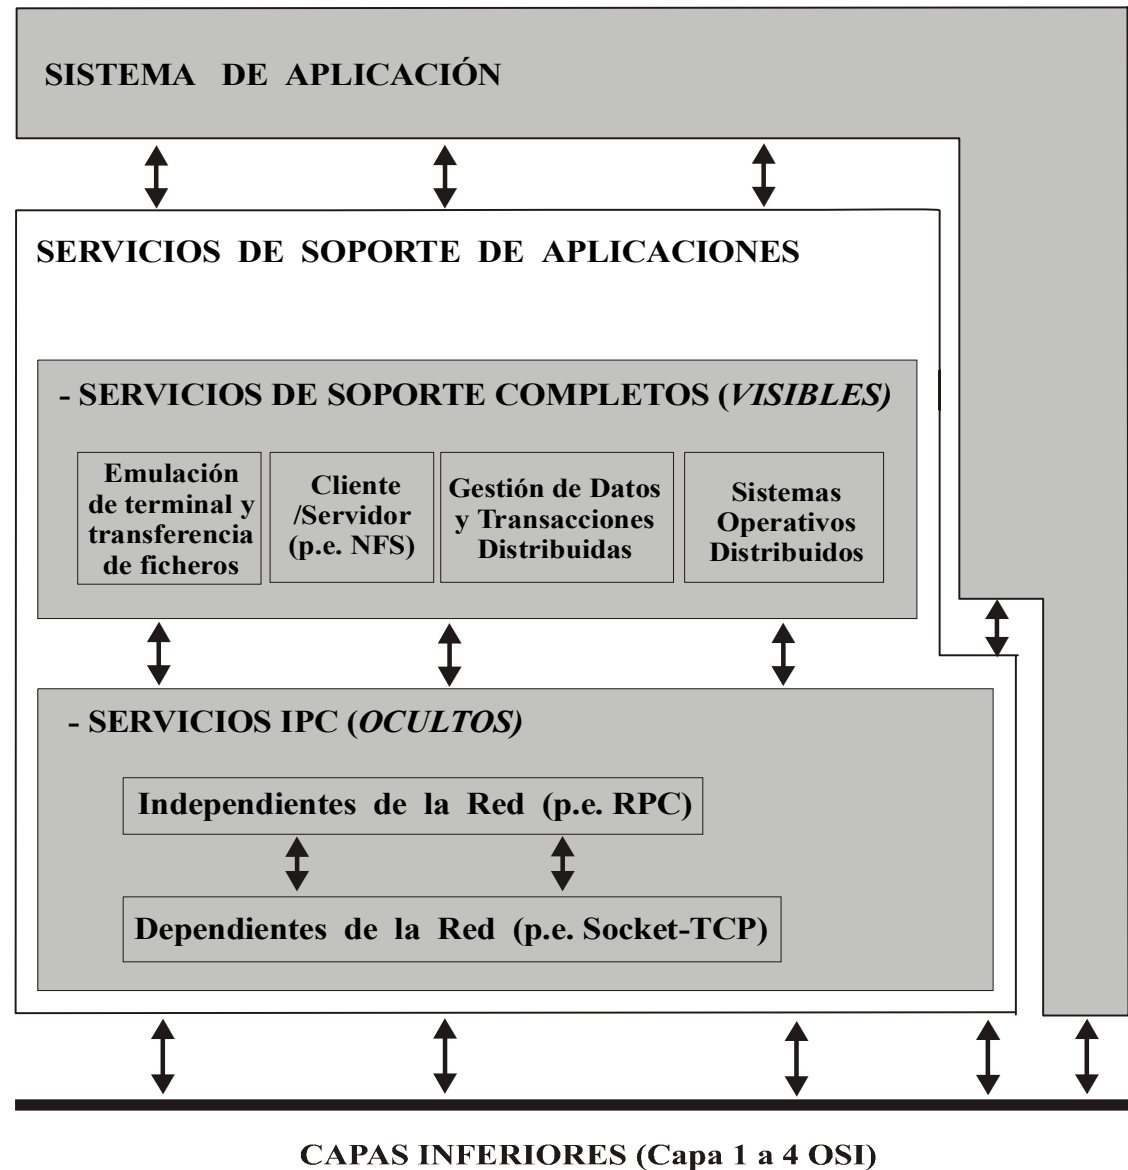 SISTEMA DE APLICACIÓN
SERVICIOS DE SOPORTE DE APLICACIONES
- SERVICIOS DE SOPORTE COMPLETOS (VISIBLES)
Emulación
de terminal y
transferencia
de ficheros
Cliente
/Servidor
(p.e. NFS)
Gestión de Datos
y Transacciones
Distribuidas
Sistemas
Operativos
Distribuidos
- SERVICIOS IPC (OCULTOS)
Independientes de la Red (p.e. RPC)
Dependientes de la Red (p.e. Socket-TCP)
CAPAS INFERIORES (Capa 1 a 4 OSI)